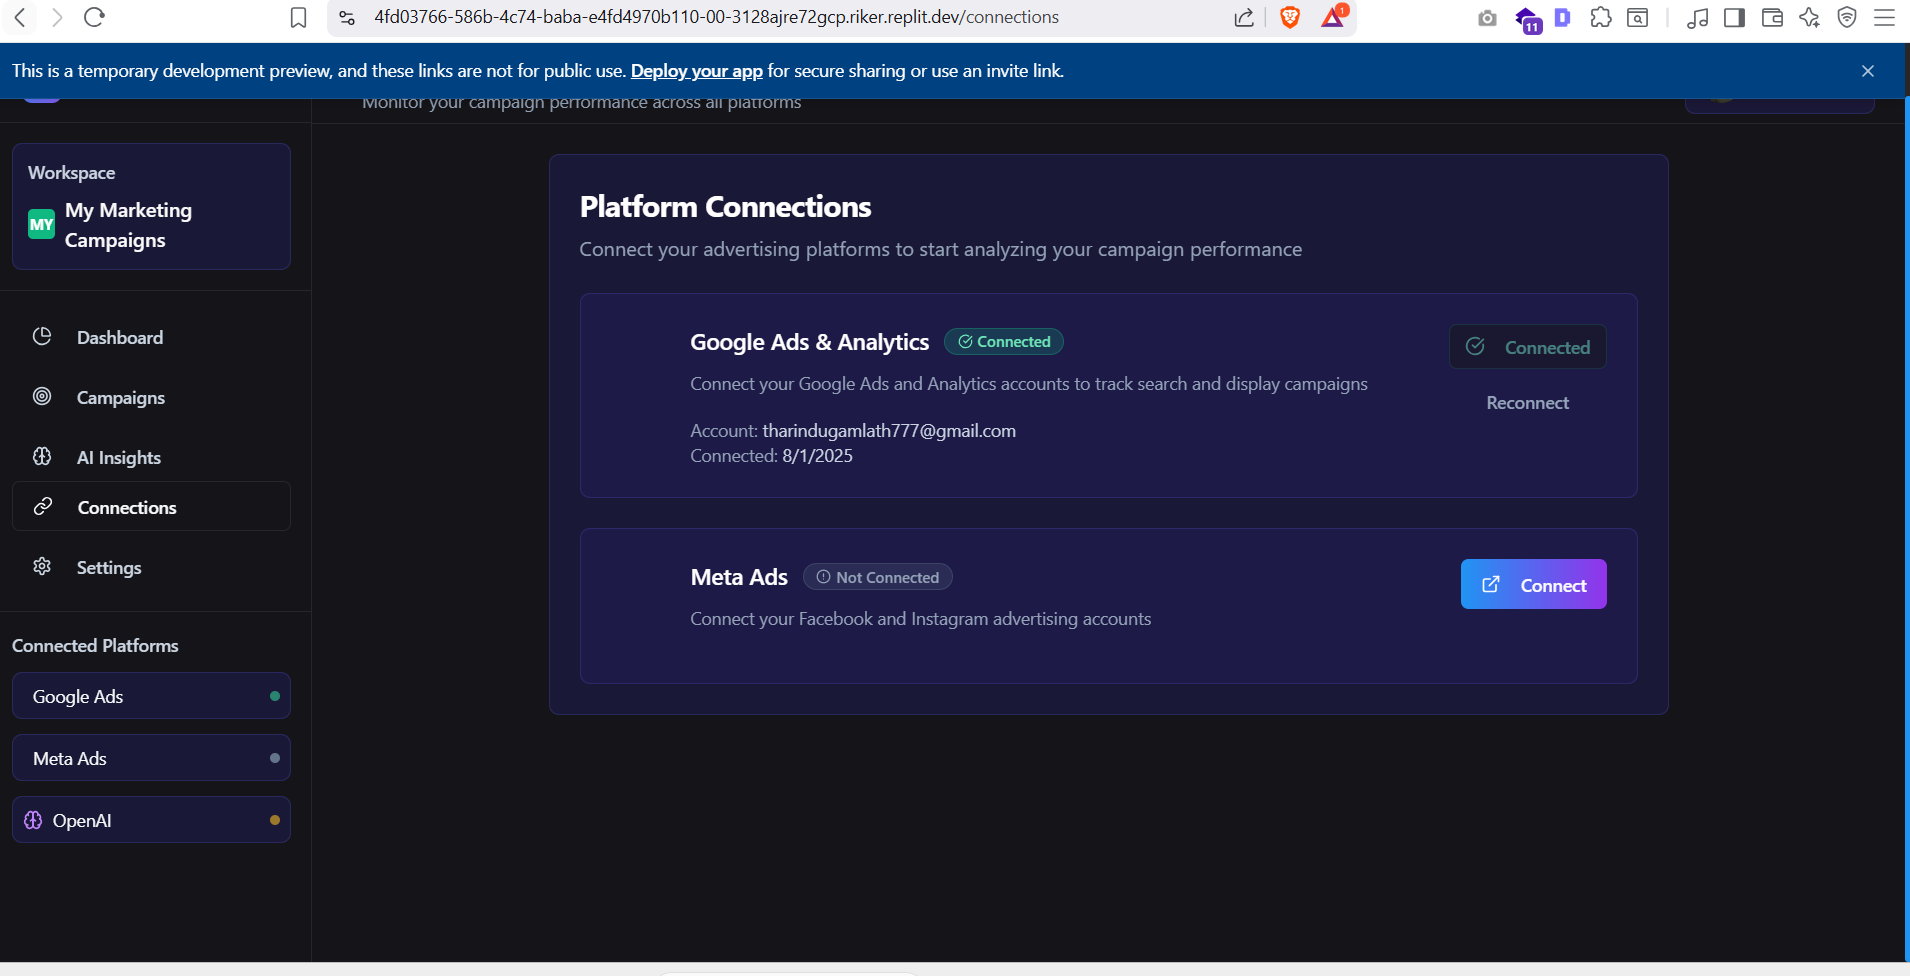 4fd03766-586b-4c74-baba-e4fd4970b110-00-3128ajre72gcp.riker.replit.dev/connections
1
11
This is a temporary development preview, and these links are not for public use. Deploy your app for secure sharing or use an invite link.
Monitor your campaign performance across all platforms
Workspace
MY
My Marketing
Campaigns
Dashboard
Campaigns
AI Insights
Connections
Settings
Connected Platforms
Google Ads
Meta Ads
OpenAI
Platform Connections
Connect your advertising platforms to start analyzing your campaign performance
Google Ads & Analytics
Connected
Connect your Google Ads and Analytics accounts to track search and display campaigns
Account: tharindugamlath777@gmail.com
Connected: 8/1/2025
Connected
Reconnect
Meta Ads
Not Connected
Connect your Facebook and Instagram advertising accounts
Connect